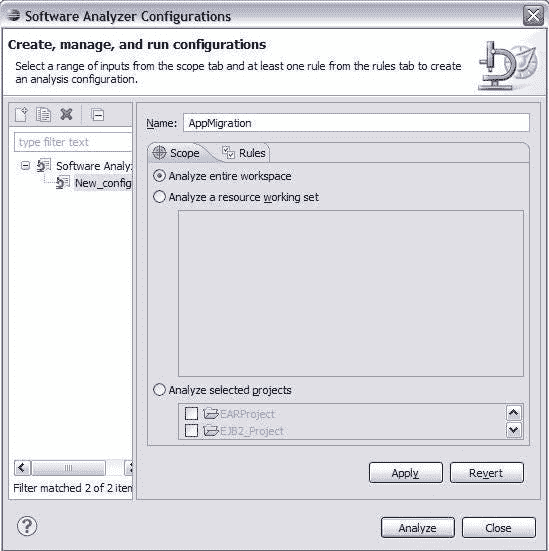 Software Analyzer Configurations
Create, manage, and run configurations
Select a range of inputs from the scope tab and at least one rule from the rules tab to create
an analysis configuration.
type filter text
Software Analyz
New_config
Filter matched 2 of 2 item
Name: AppMigration
Scope Rules
Analyze entire workspace
Analyze a resource working set
Analyze selected projects
EARProject
EJB2_Project
Apply Revert
? Analyze Close